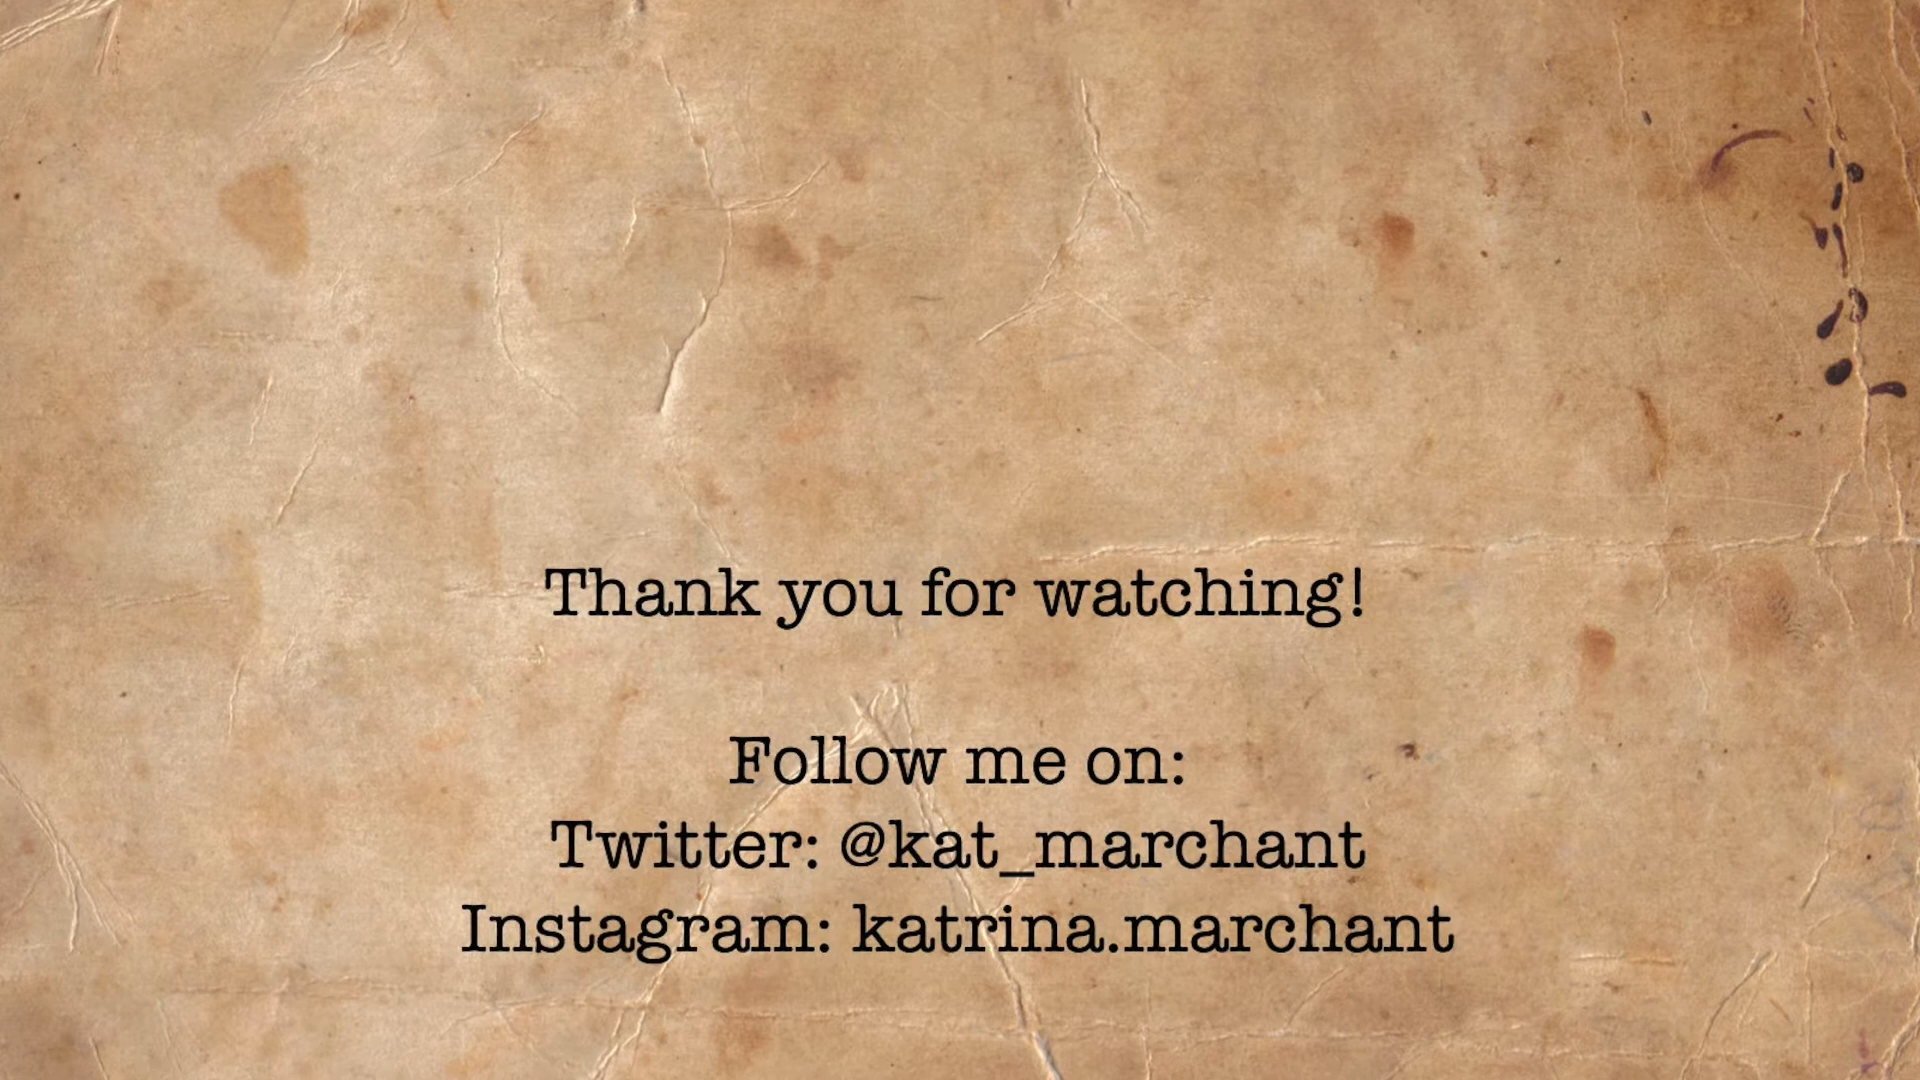 Thank you for watching!
Follow me on:
Twitter: @kat_marchant
Instagram: katrina.marchant